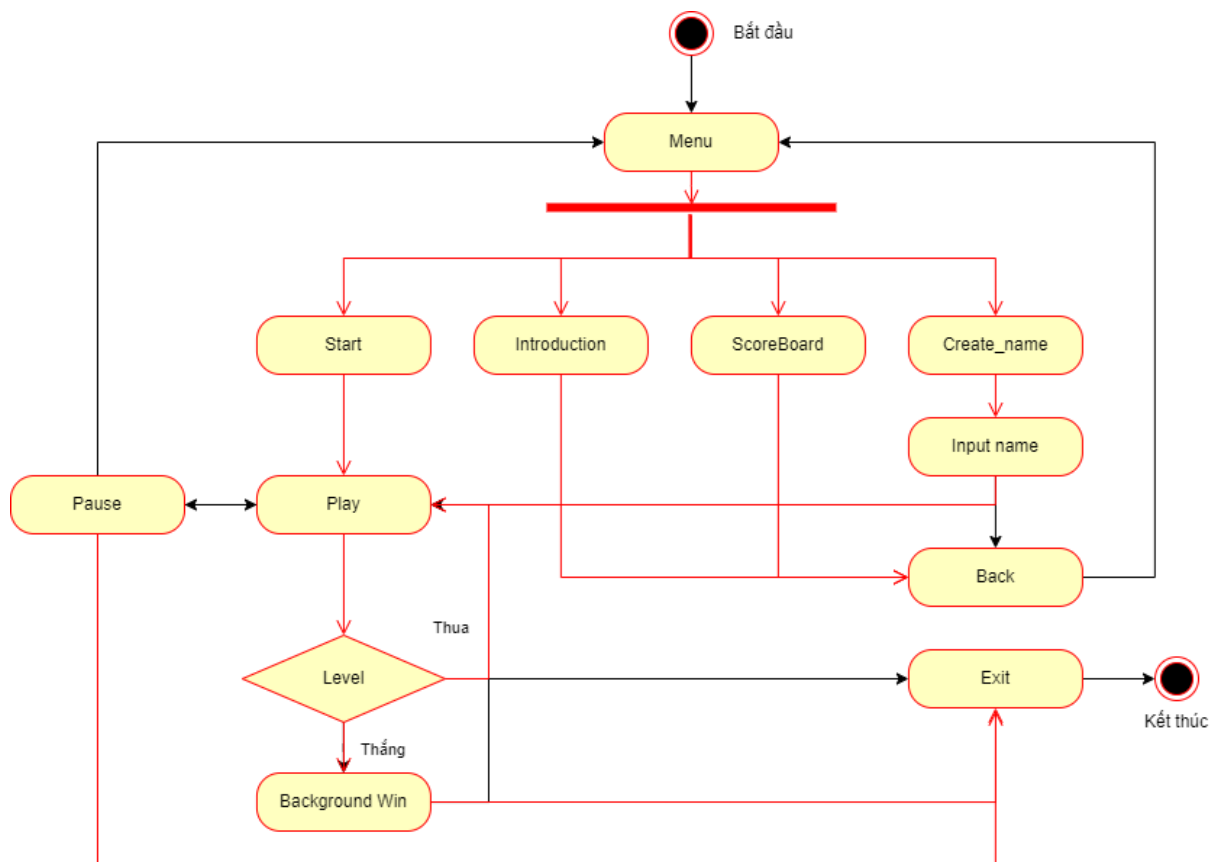 Bắt đầu
Menu
Start
Introduction
ScoreBoard
Create_name
Input name
Pause
Play
Back
Thua
Level
Exit
Kết thúc
Thắng
Background Win